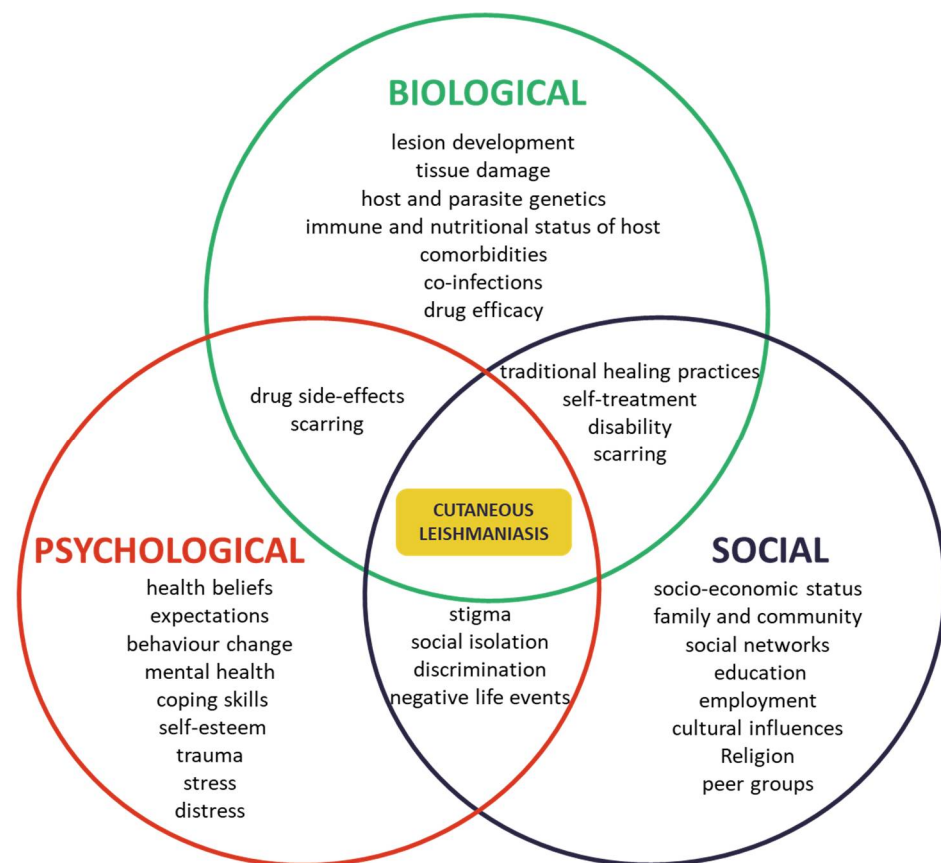 BIOLOGICAL
lesion development
tissue damage
host and parasite genetics
immune and nutritional status of host
comorbidities
co-infections
drug efficacy
drug side-effects
scarring
traditional healing practices
self-treatment
disability
scarring
CUTANEOUS
LEISHMANIASIS
PSYCHOLOGICAL
health beliefs
expectations
behaviour change
mental health
coping skills
self-esteem
trauma
stress
distress
stigma
social isolation
discrimination
negative life events
SOCIAL
socio-economic status
family and community
social networks
education
employment
cultural influences
Religion
peer groups